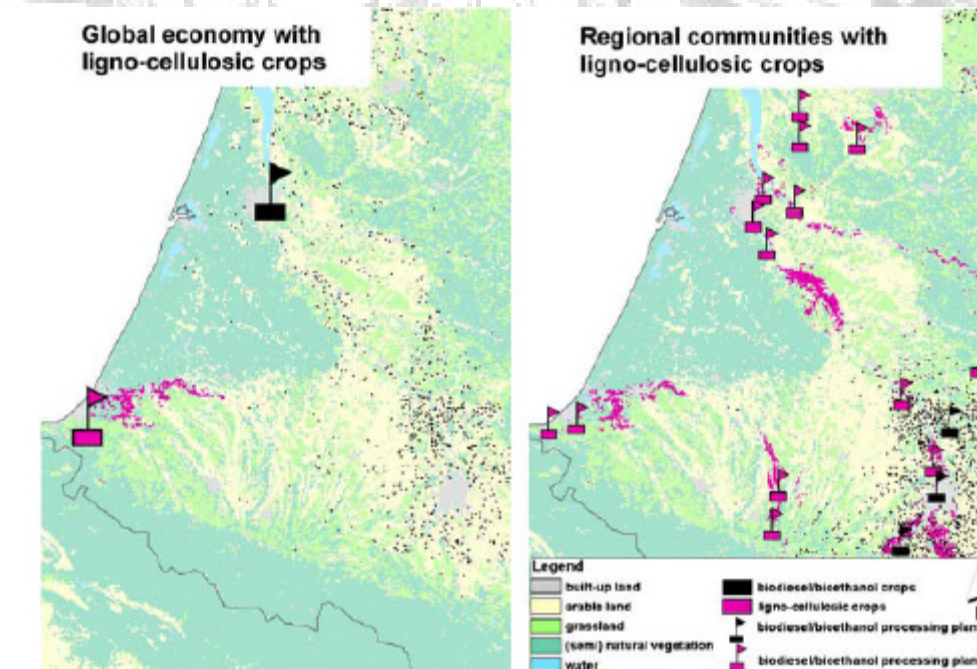 Global economy with
ligno-cellulosic crops
Regional communities with
ligno-cellulosic crops
Legend
built-up land
arable land
grassland
(semi) natural vegetation
water
biodiesel/bioethanol crops
ligno-cellulosic crops
biodiesel/bioethanol processing plan
biodiesel/bioethanol processing plan